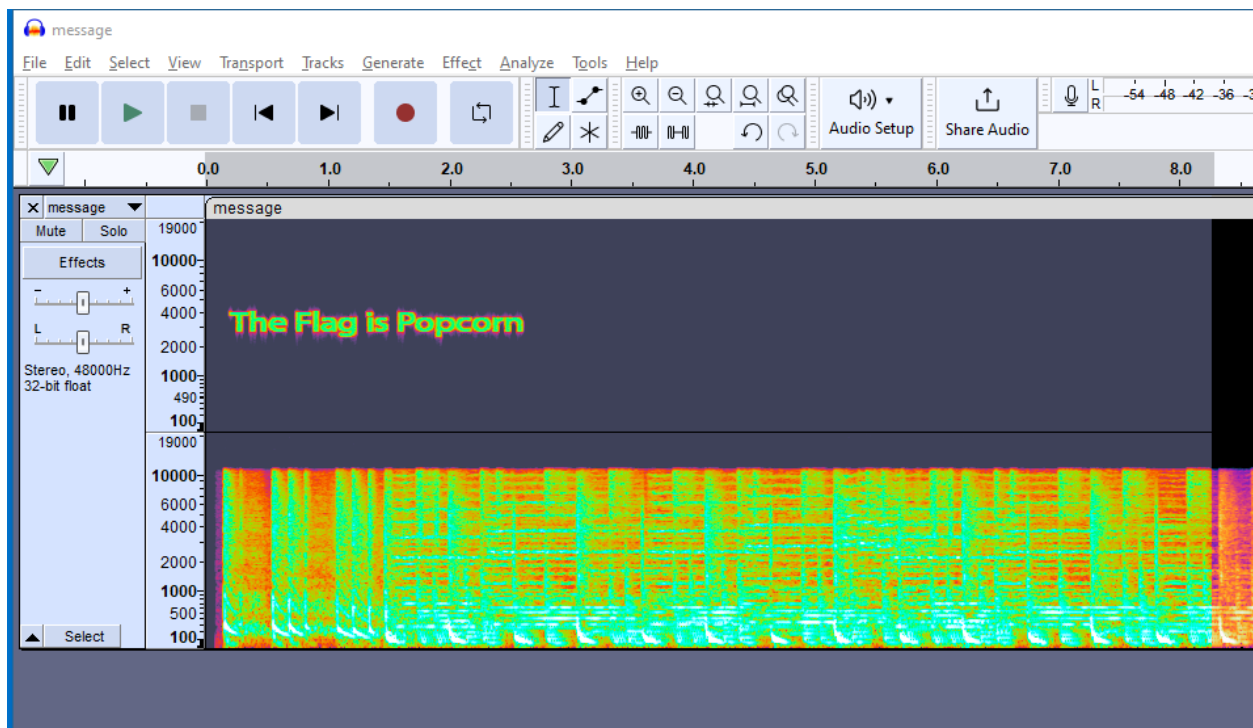 message
File Edit Select View Transport Tracks Generate Effect Analyze Tools Help
Audio Setup
Share Audio
L
R
-54 -48 -42 -36
0.0 1.0 2.0 3.0 4.0 5.0 6.0 7.0 8.0
message
message
Mute Solo
Effects
- +
L R
Stereo, 48000Hz
32-bit float
Select
19000
10000
6000
4000
2000
1000
490
100
The Flag is Popcorn
19000
10000
6000
4000
2000
1000
500
100